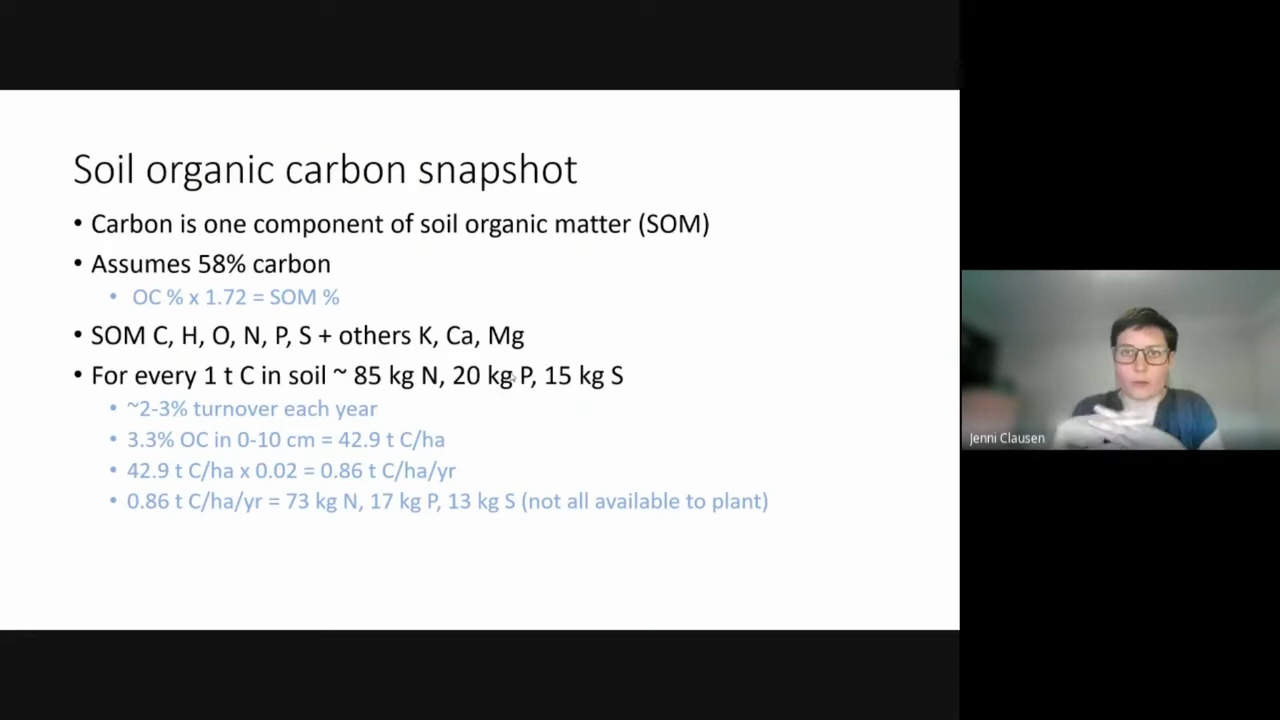 Soil organic carbon snapshot
• Carbon is one component of soil organic matter (SOM)
• Assumes 58% carbon
• OC % x 1.72 = SOM %
• SOM C, H, O, N, P, S + others K, Ca, Mg
• For every 1 t C in soil ~ 85 kg N, 20 kg P, 15 kg S
• ~2-3% turnover each year
• 3.3% OC in 0-10 cm = 42.9 t C/ha
• 42.9 t C/ha x 0.02 = 0.86 t C/ha/yr
• 0.86 t C/ha/yr = 73 kg N, 17 kg P, 13 kg S (not all available to plant)
Jenni Clausen